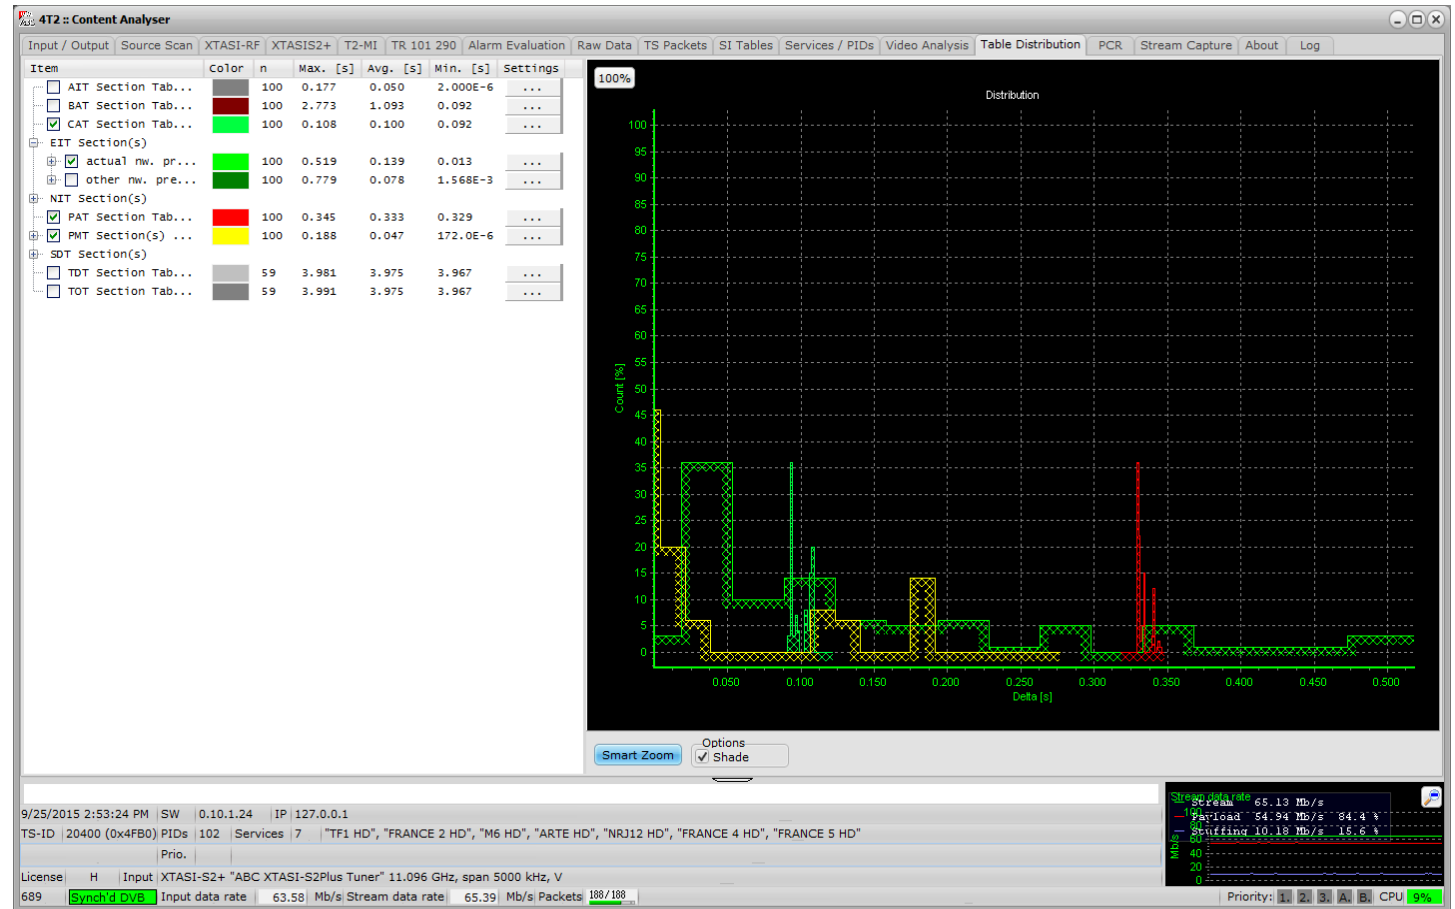 4T2 :: Content Analyser
Input / Output Source Scan XTASI-RF XTASIS2+ T2-MI TR 101 290 Alarm Evaluation Raw Data TS Packets SI Tables Services / PIDs Video Analysis Table Distribution PCR Stream Capture About Log
Item Color n Max. [s] Avg. [s] Min. [s] Settings
AIT Section Tab... 100 0.177 0.050 2.000E-6 ...
BAT Section Tab... 100 2.773 1.093 0.092 ...
CAT Section Tab... 100 0.108 0.100 0.092 ...
EIT Section(s)
actual nw. pr... 100 0.519 0.139 0.013 ...
other nw. pre... 100 0.779 0.078 1.568E-3 ...
NIT Section(s)
PAT Section Tab... 100 0.345 0.333 0.329 ...
PMT Section(s) ... 100 0.188 0.047 172.0E-6 ...
SDT Section(s)
TDT Section Tab... 59 3.981 3.975 3.967 ...
TOT Section Tab... 59 3.991 3.975 3.967 ...
100%
Distribution
100
95
90
85
80
75
70
65
60
55
50
45
40
35
30
25
20
15
10
5
0
Count [%]
0.050 0.100 0.150 0.200 0.250 0.300 0.350 0.400 0.450 0.500
Delta [s]
Smart Zoom
Options
Shade
9/25/2015 2:53:24 PM SW 0.10.1.24 IP 127.0.0.1
TS-ID 20400 (0x4FB0) PIDs 102 Services 7 "TF1 HD", "FRANCE 2 HD", "M6 HD", "ARTE HD", "NRJ12 HD", "FRANCE 4 HD", "FRANCE 5 HD"
Prio.
License H Input XTASI-S2+ "ABC XTASI-S2Plus Tuner" 11.096 GHz, span 5000 kHz, V
689 Synch'd DVB Input data rate 63.58 Mb/s Stream data rate 65.39 Mb/s Packets 188/188
Stream data rate
Stream 65.13 Mb/s
Payload 54.94 Mb/s 84.4 %
Stuffing 10.18 Mb/s 15.6 %
Mb/s
100
80
60
40
20
0
Priority: 1. 2. 3. A. B. CPU 9%